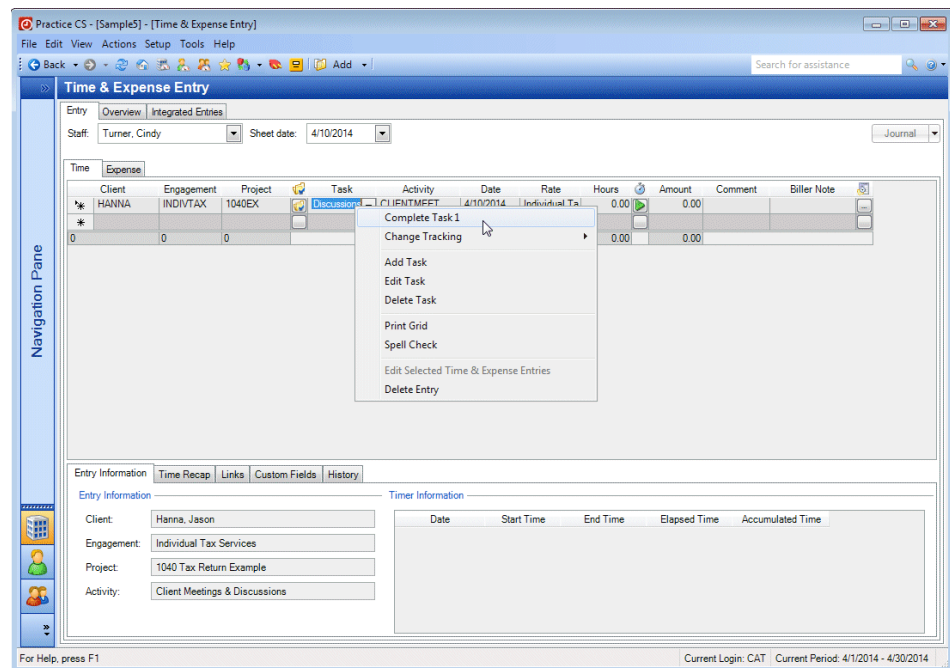 Practice CS - [Sample5] - [Time & Expense Entry]
File Edit View Actions Setup Tools Help
Back Add Search for assistance
Time & Expense Entry
Entry Overview Integrated Entries
Staff: Turner, Cindy Sheet date: 4/10/2014 Journal
Time Expense
Client Engagement Project Task Activity Date Rate Hours Amount Comment Biller Note
HANNA INDIVTAX 1040EX Discussions CLIENTMEET 4/10/2014 Individual Ta 0.00 0.00
0 0 0 0.00 0.00
Complete Task 1
Change Tracking
Add Task
Edit Task
Delete Task
Print Grid
Spell Check
Edit Selected Time & Expense Entries
Delete Entry
Navigation Pane
Entry Information Time Recap Links Custom Fields History
Entry Information Timer Information
Date Start Time End Time Elapsed Time Accumulated Time
Client: Hanna, Jason
Engagement: Individual Tax Services
Project: 1040 Tax Return Example
Activity: Client Meetings & Discussions
For Help, press F1 Current Login: CAT Current Period: 4/1/2014 - 4/30/2014